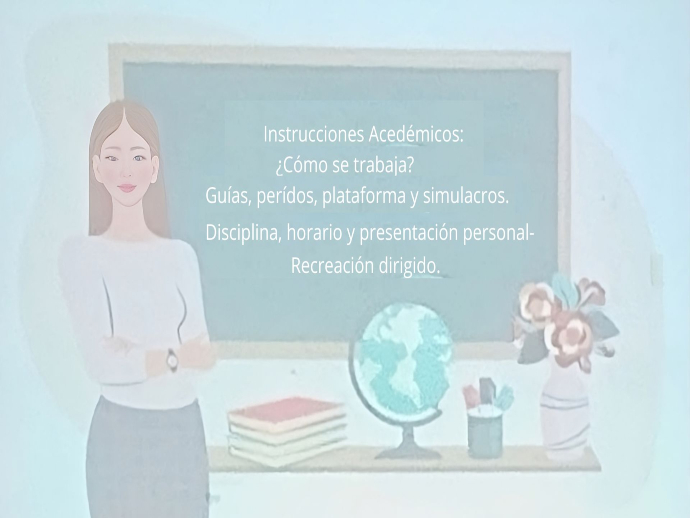 Instrucciones Acedémicos:
¿Cómo se trabaja?
Guías, perídos, plataforma y simulacros.
Disciplina, horario y presentación personal-
Recreación dirigido.